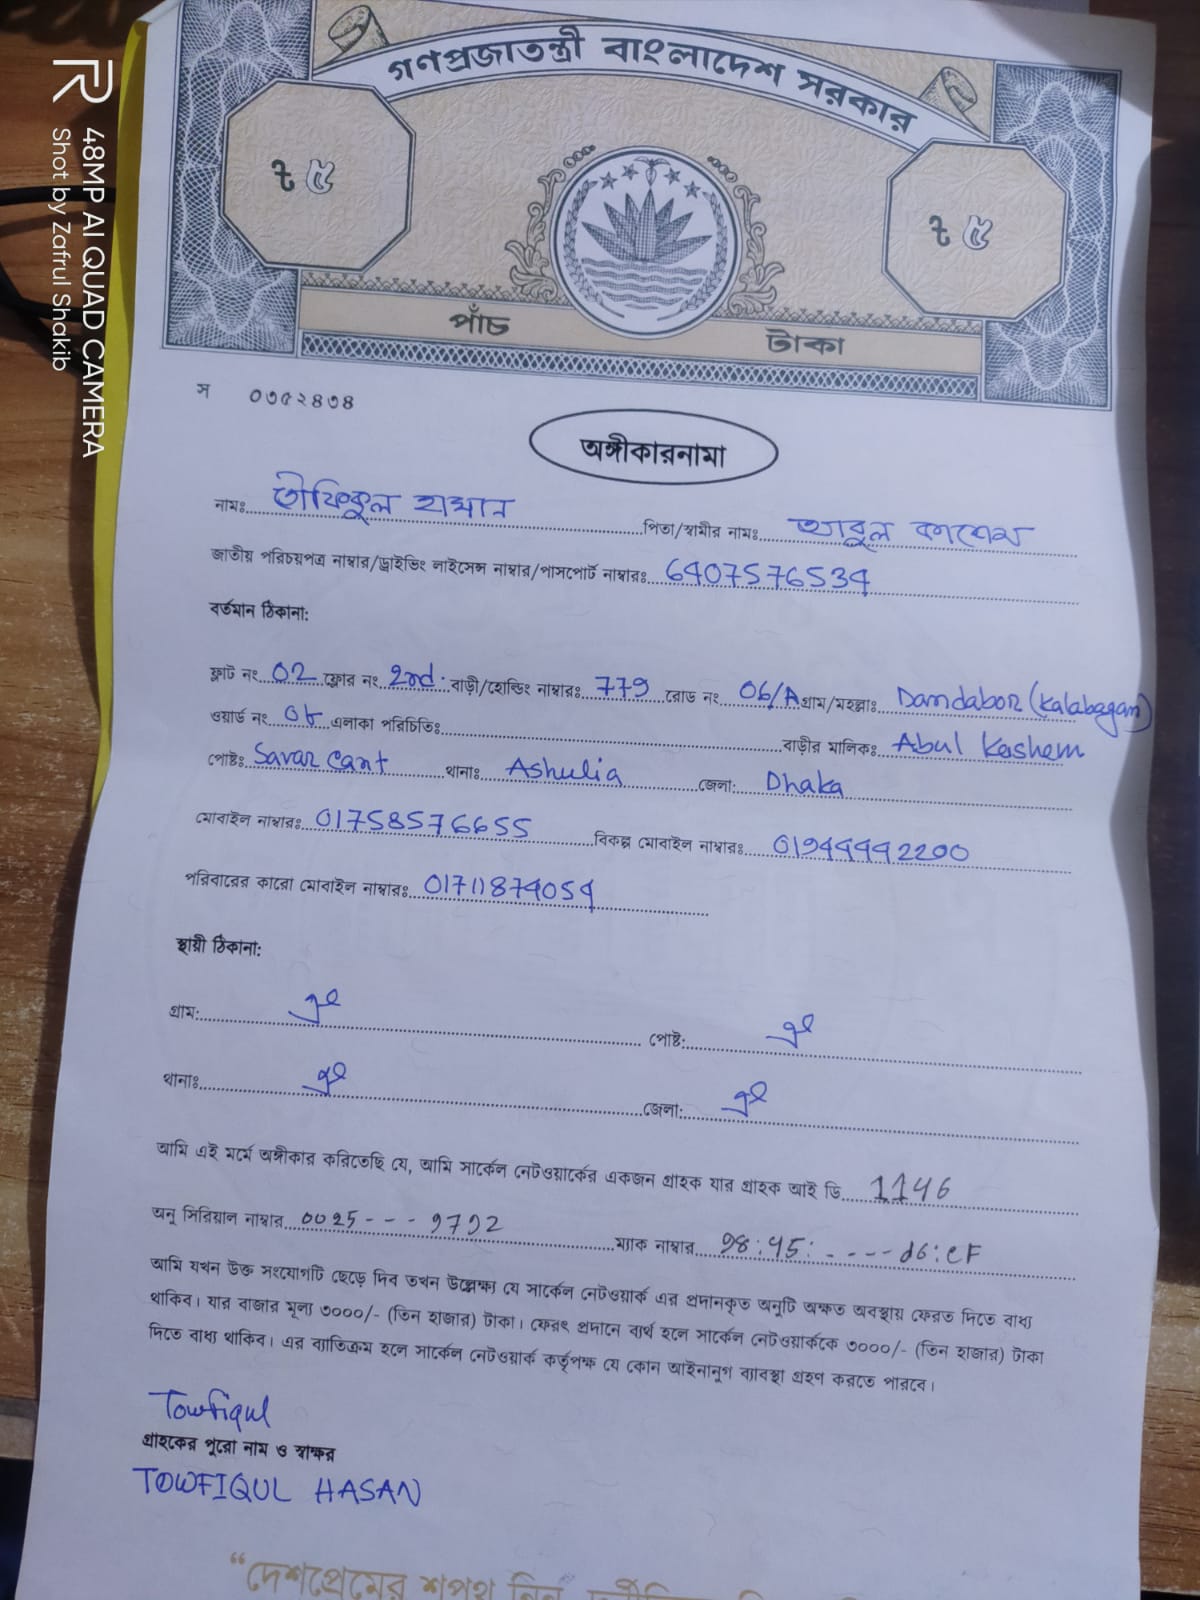 গণপ্রজাতন্ত্রী বাংলাদেশ সরকার
৳ ৫
৳ ৫
পাঁচ টাকা
স ০৩৫২৪৩৪
অঙ্গীকারনামা
নামঃ তৌফিকুল হাসান পিতা/স্বামীর নামঃ আবুল কাশেম
জাতীয় পরিচয়পত্র নাম্বার/ড্রাইভিং লাইসেন্স নাম্বার/পাসপোর্ট নাম্বারঃ 6407576534
বর্তমান ঠিকানা:
ফ্লাট নং 02 ফ্লোর নং 2nd বাড়ী/হোল্ডিং নাম্বারঃ 779 রোড নং 06/A গ্রাম/মহল্লাঃ Damdabor (Kalabagan)
ওয়ার্ড নং এলাকা পরিচিতিঃ বাড়ীর মালিকঃ Abul Kashem
পোষ্টঃ Savar Cant থানাঃ Ashulia জেলা: Dhaka
মোবাইল নাম্বারঃ 01758576655 বিকল্প মোবাইল নাম্বারঃ
পরিবারের কারো মোবাইল নাম্বারঃ 01711874054
স্থায়ী ঠিকানা:
গ্রাম: ঐ পোষ্ট: ঐ
থানাঃ ঐ জেলা: ঐ
আমি এই মর্মে অঙ্গীকার করিতেছি যে, আমি সার্কেল নেটওয়ার্কের একজন গ্রাহক যার গ্রাহক আই ডি 1146
অনু সিরিয়াল নাম্বার 0025--- 9792 ম্যাক নাম্বার 98:45: ---- d6:CF
আমি যখন উক্ত সংযোগটি ছেড়ে দিব তখন উল্লেক্ষ্য যে সার্কেল নেটওয়ার্ক এর প্রদানকৃত অনুটি অক্ষত অবস্থায় ফেরত দিতে বাধ্য
থাকিব। যার বাজার মূল্য ৩০০০/- (তিন হাজার) টাকা। ফেরৎ প্রদানে ব্যর্থ হলে সার্কেল নেটওয়ার্ককে ৩০০০/- (তিন হাজার) টাকা
দিতে বাধ্য থাকিব। এর ব্যাতিক্রম হলে সার্কেল নেটওয়ার্ক কর্তৃপক্ষ যে কোন আইনানুগ ব্যাবস্থা গ্রহণ করতে পারবে।
Towfiqul
গ্রাহকের পুরো নাম ও স্বাক্ষর
TOWFIQUL HASAN
“দেশপ্রেমের শপথ নিন
48MP AI QUAD CAMERA
Shot by Zafrul Shakib